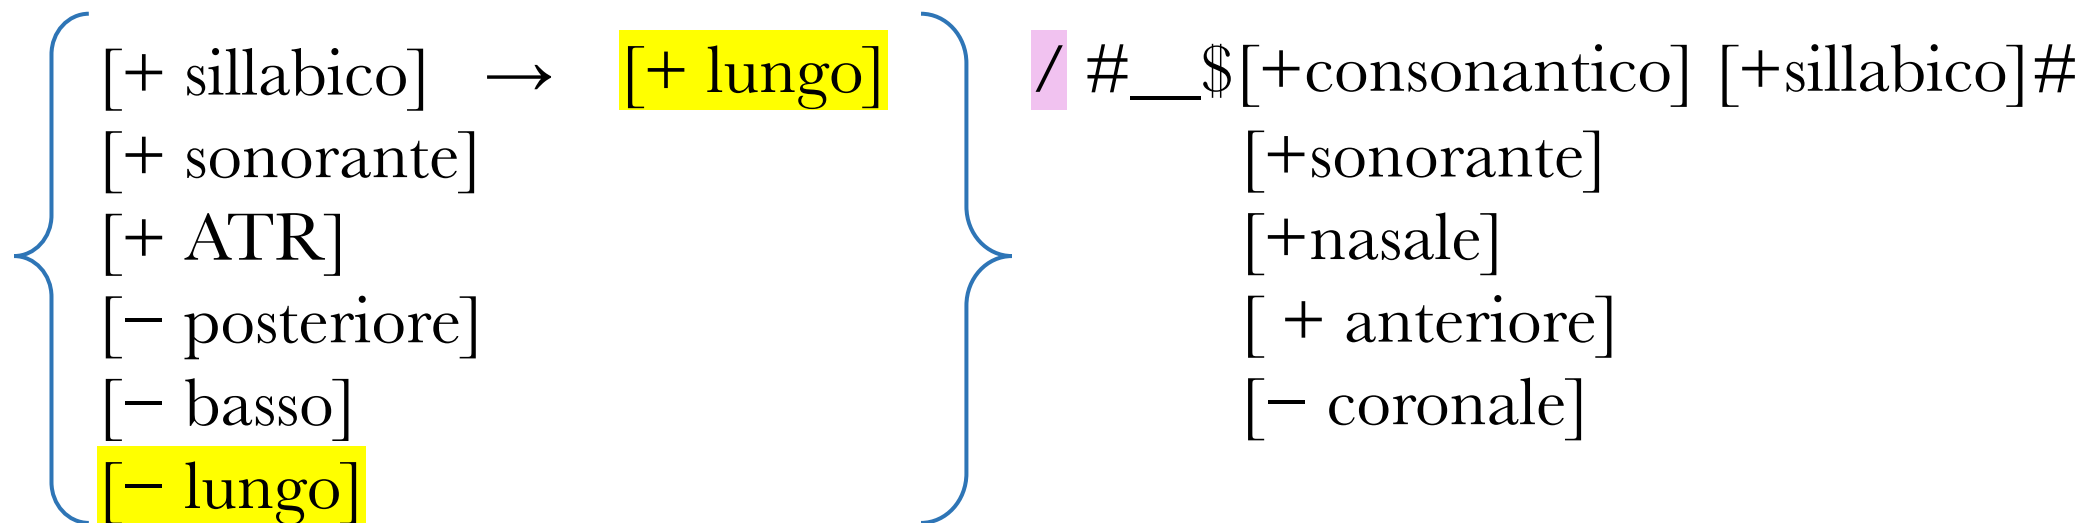 [+ sillabico] → [+ lungo] / #__$[+consonantico] [+sillabico]#
[+ sonorante] [+sonorante]
[+ ATR] [+nasale]
[− posteriore] [ + anteriore]
[− basso] [− coronale]
[− lungo]